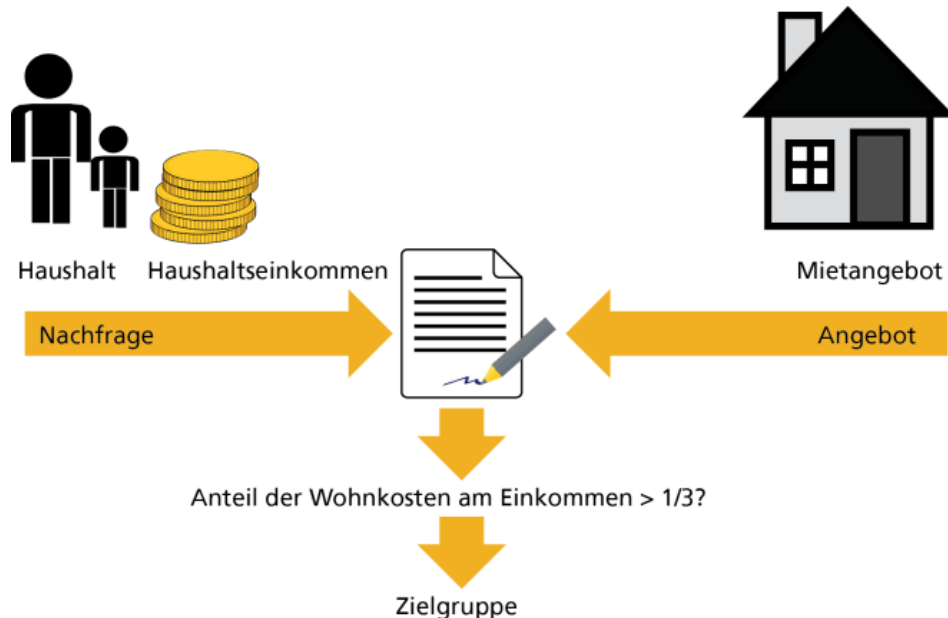 Haushalt
Haushaltseinkommen
Mietangebot
Nachfrage
Angebot
Anteil der Wohnkosten am Einkommen > 1/3?
Zielgruppe